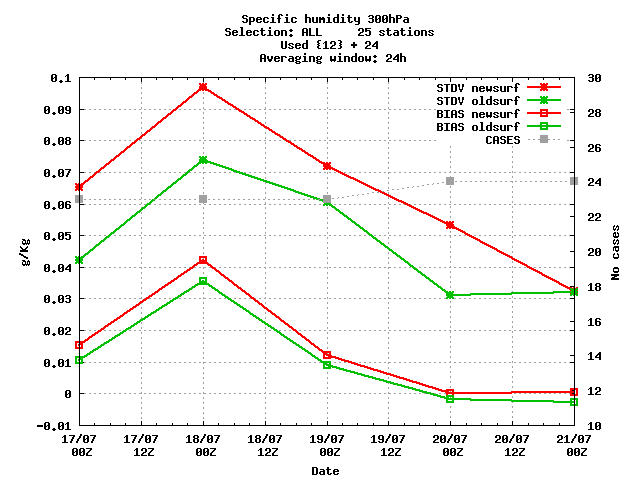 Specific humidity 300hPa
Selection: ALL     25 stations
Used {12} + 24
Averaging window: 24h
STDV newsurf
STDV oldsurf
BIAS newsurf
BIAS oldsurf
CASES
0.1
0.09
0.08
0.07
0.06
0.05
0.04
0.03
0.02
0.01
0
-0.01
g/Kg
30
28
26
24
22
20
18
16
14
12
10
No cases
17/07 17/07 18/07 18/07 19/07 19/07 20/07 20/07 21/07
00Z 12Z 00Z 12Z 00Z 12Z 00Z 12Z 00Z
Date